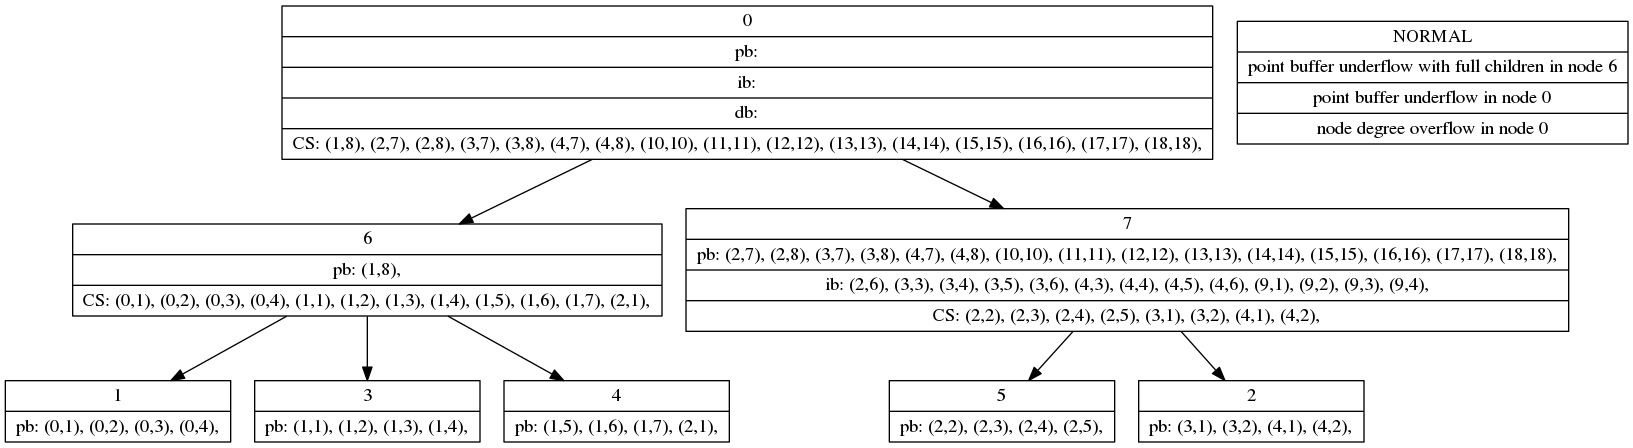 0
pb:
ib:
db:
CS: (1,8), (2,7), (2,8), (3,7), (3,8), (4,7), (4,8), (10,10), (11,11), (12,12), (13,13), (14,14), (15,15), (16,16), (17,17), (18,18),
NORMAL
point buffer underflow with full children in node 6
point buffer underflow in node 0
node degree overflow in node 0
6
pb: (1,8),
CS: (0,1), (0,2), (0,3), (0,4), (1,1), (1,2), (1,3), (1,4), (1,5), (1,6), (1,7), (2,1),
7
pb: (2,7), (2,8), (3,7), (3,8), (4,7), (4,8), (10,10), (11,11), (12,12), (13,13), (14,14), (15,15), (16,16), (17,17), (18,18),
ib: (2,6), (3,3), (3,4), (3,5), (3,6), (4,3), (4,4), (4,5), (4,6), (9,1), (9,2), (9,3), (9,4),
CS: (2,2), (2,3), (2,4), (2,5), (3,1), (3,2), (4,1), (4,2),
1
pb: (0,1), (0,2), (0,3), (0,4),
3
pb: (1,1), (1,2), (1,3), (1,4),
4
pb: (1,5), (1,6), (1,7), (2,1),
5
pb: (2,2), (2,3), (2,4), (2,5),
2
pb: (3,1), (3,2), (4,1), (4,2),